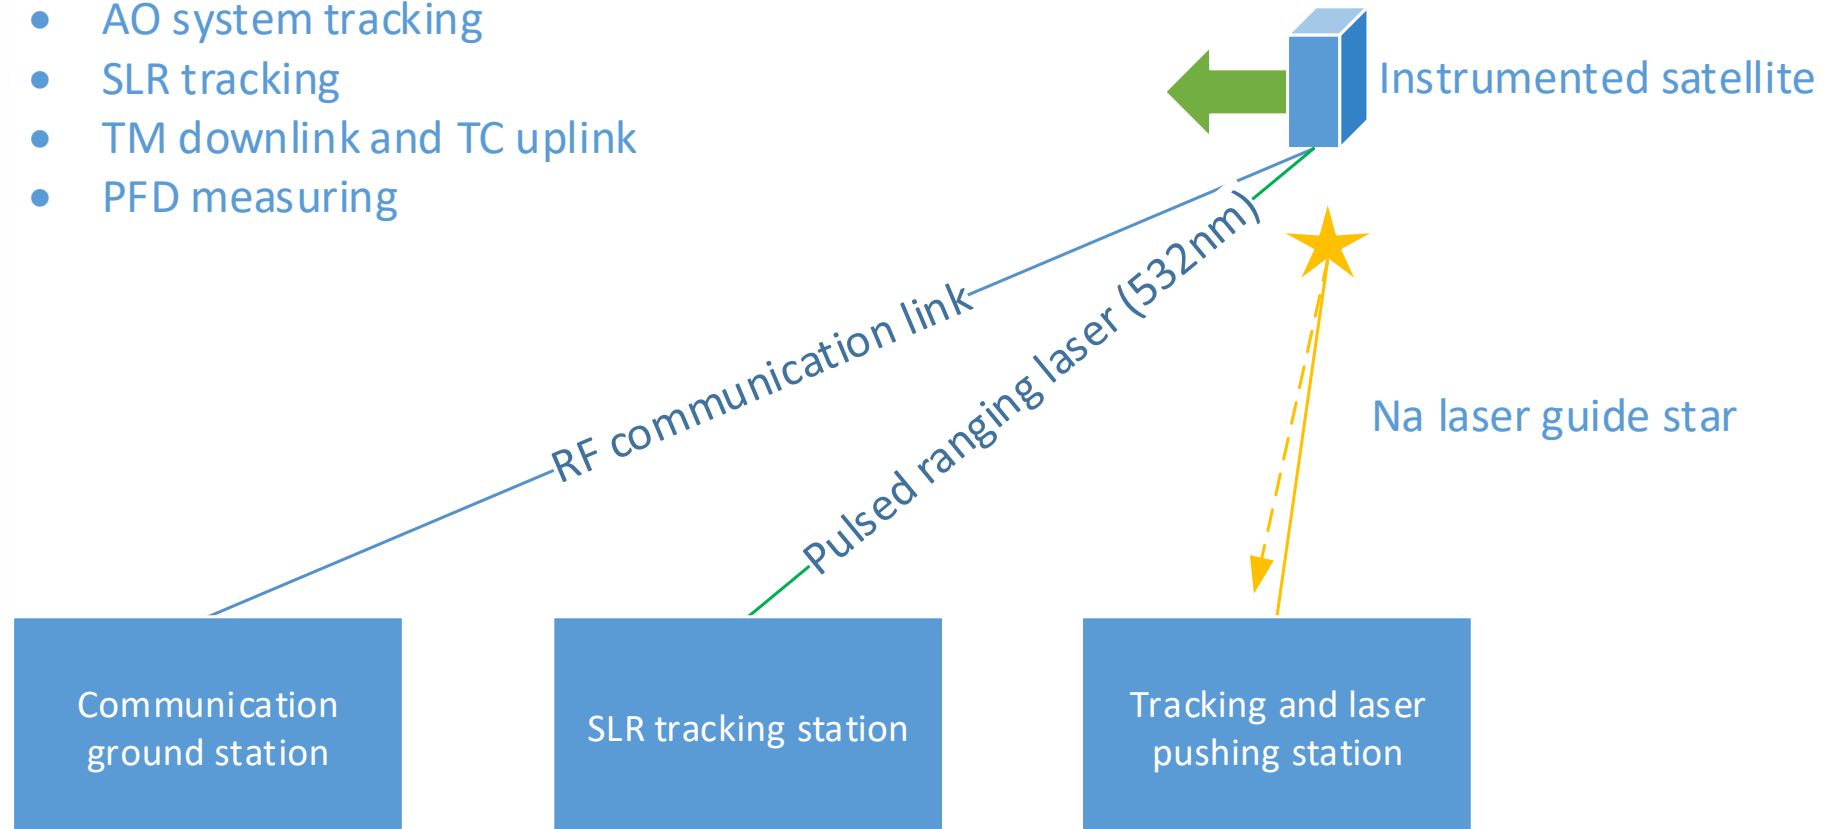 AO system tracking
SLR tracking
TM downlink and TC uplink
PFD measuring
Instrumented satellite
RF communication link
Pulsed ranging laser (532nm)
Na laser guide star
Communication
ground station
SLR tracking station
Tracking and laser
pushing station